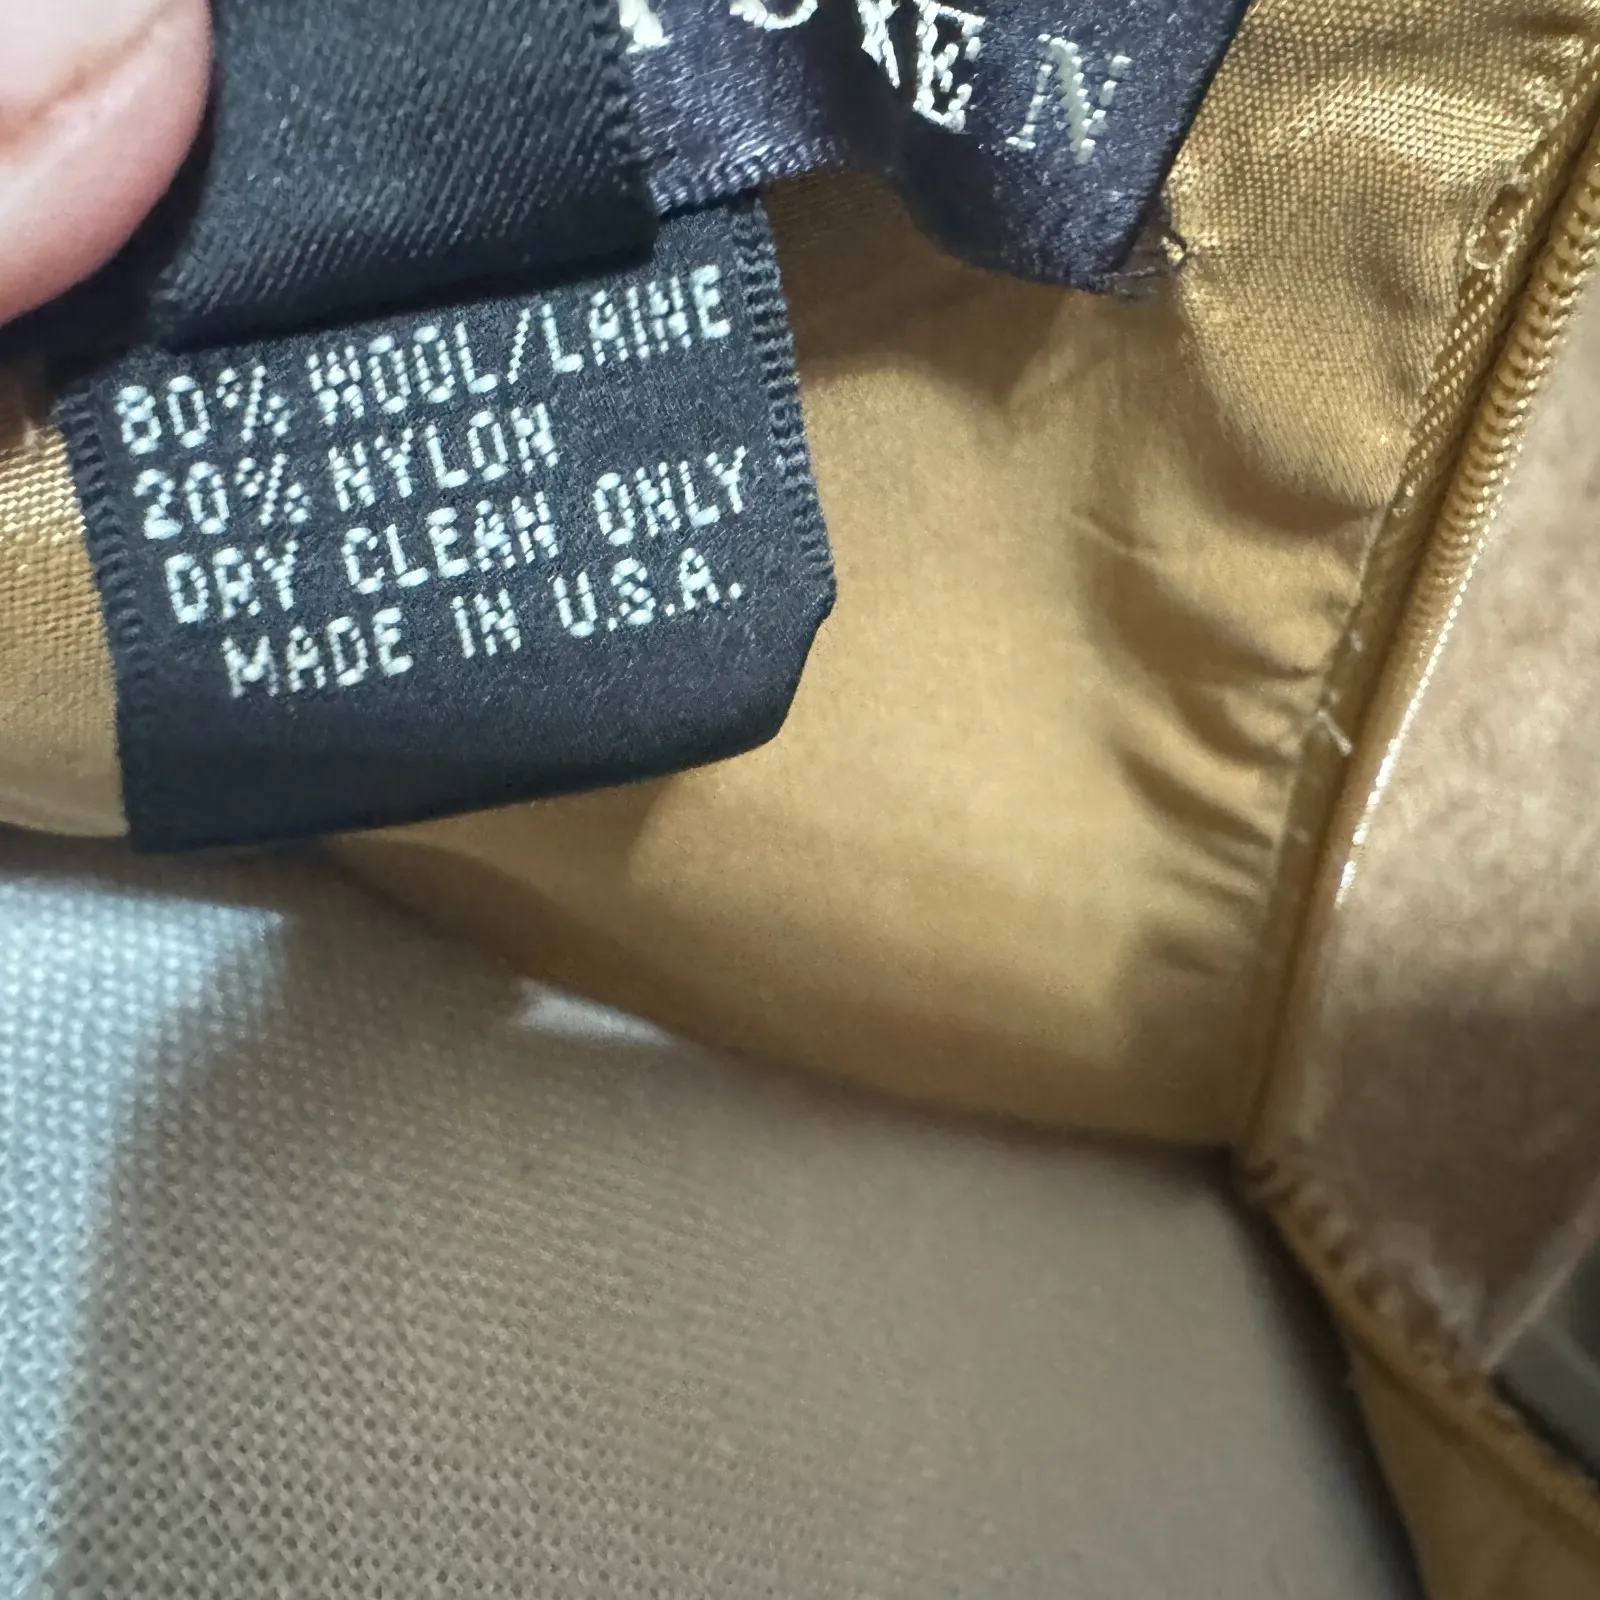 80% WOOL/LAINE
20% NYLON
DRY CLEAN ONLY
MADE IN U.S.A.